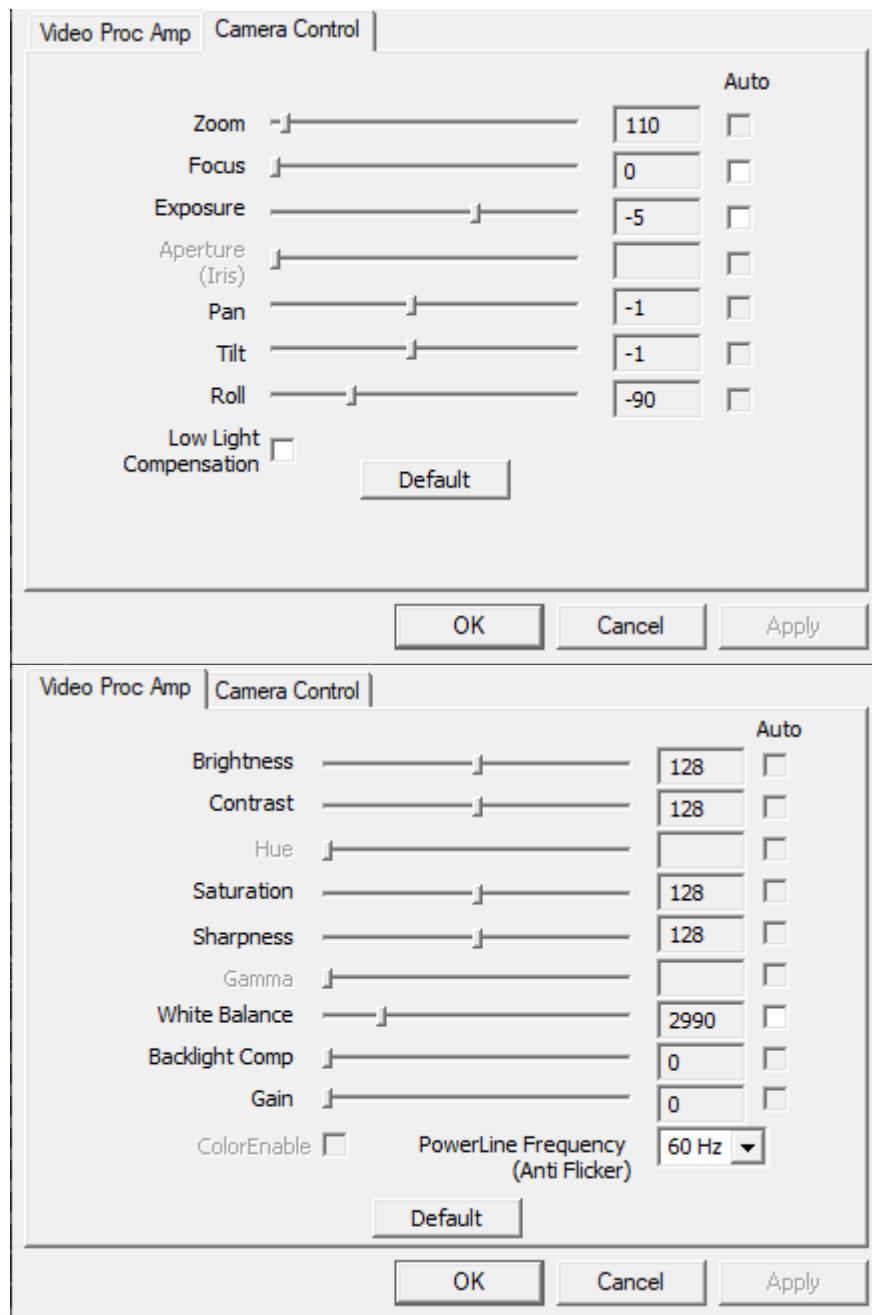 Video Proc Amp Camera Control
Auto
Zoom 110
Focus 0
Exposure -5
Aperture
(Iris)
Pan -1
Tilt -1
Roll -90
Low Light
Compensation
Default
OK Cancel Apply
Video Proc Amp Camera Control
Auto
Brightness 128
Contrast 128
Hue
Saturation 128
Sharpness 128
Gamma
White Balance 2990
Backlight Comp 0
Gain 0
ColorEnable PowerLine Frequency 60 Hz
(Anti Flicker)
Default
OK Cancel Apply